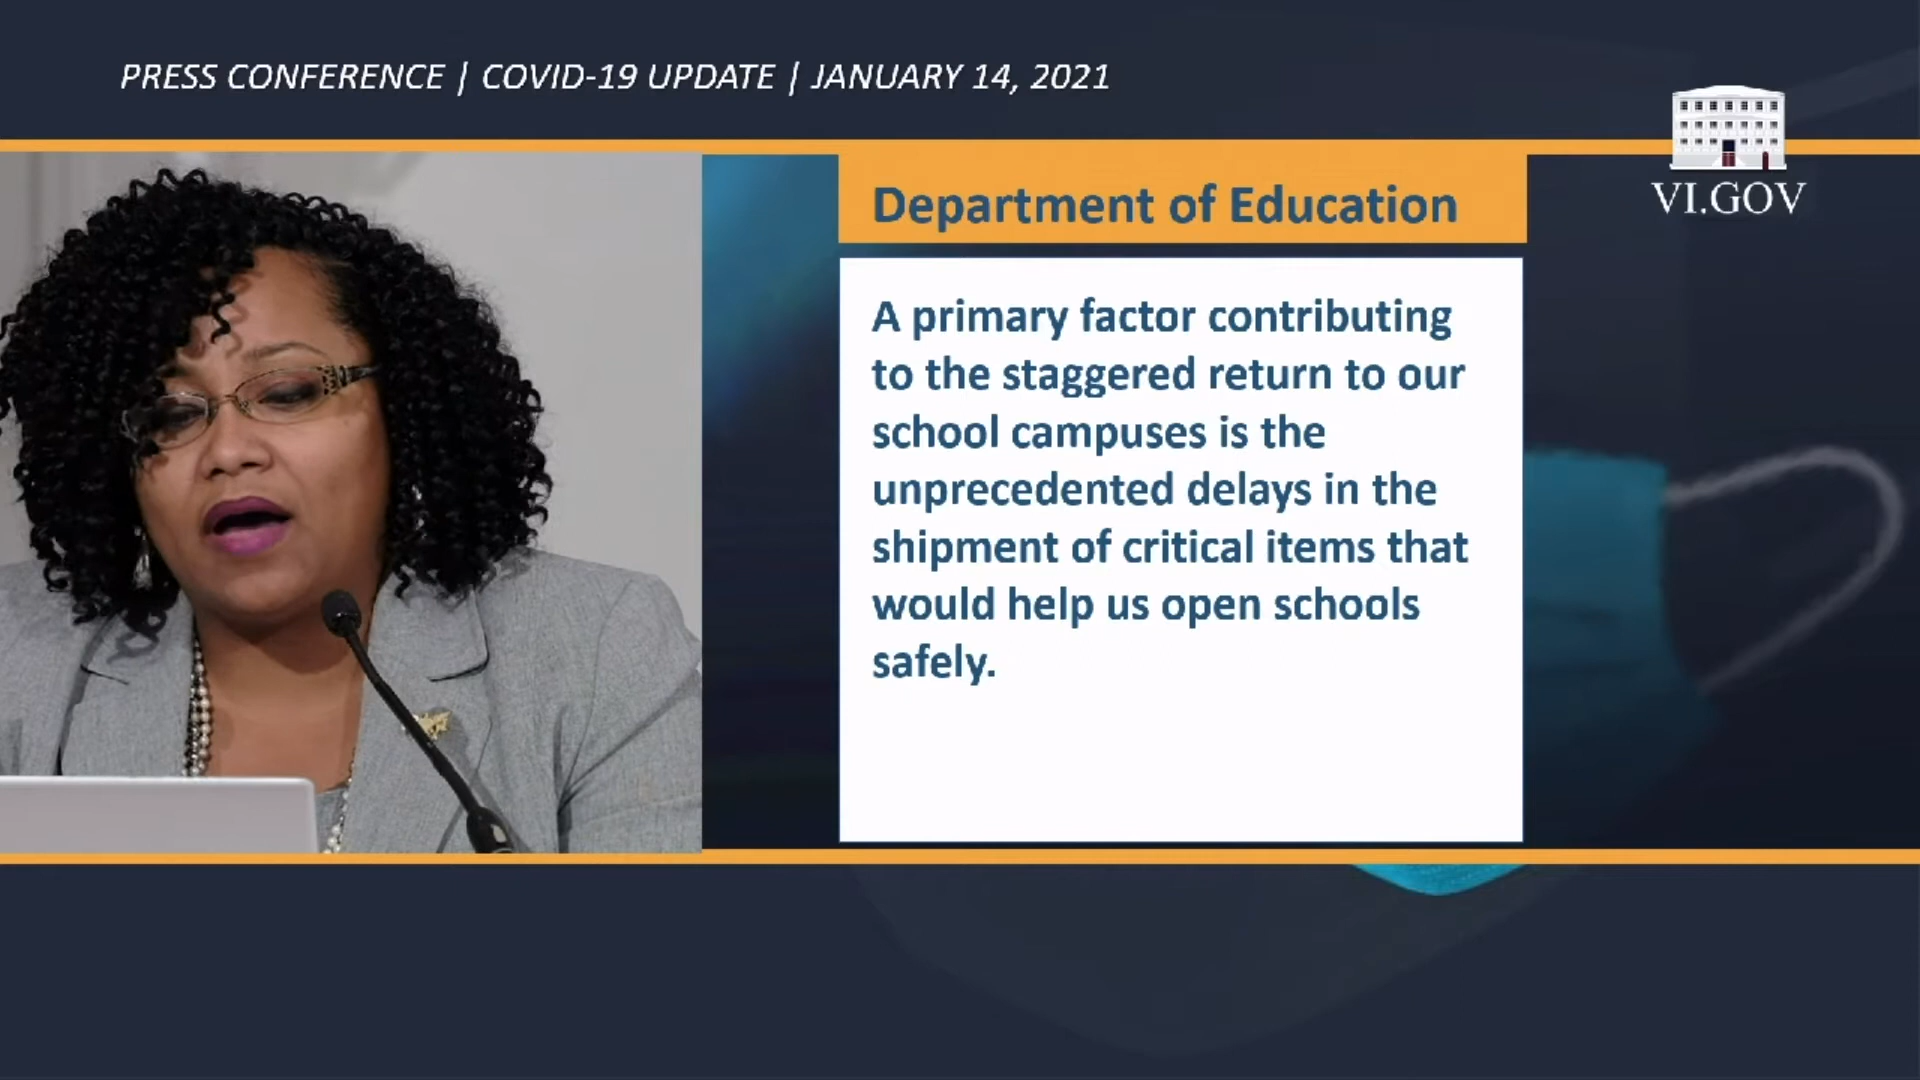 PRESS CONFERENCE | COVID-19 UPDATE | JANUARY 14, 2021
VI.GOV
Department of Education
A primary factor contributing
to the staggered return to our
school campuses is the
unprecedented delays in the
shipment of critical items that
would help us open schools
safely.